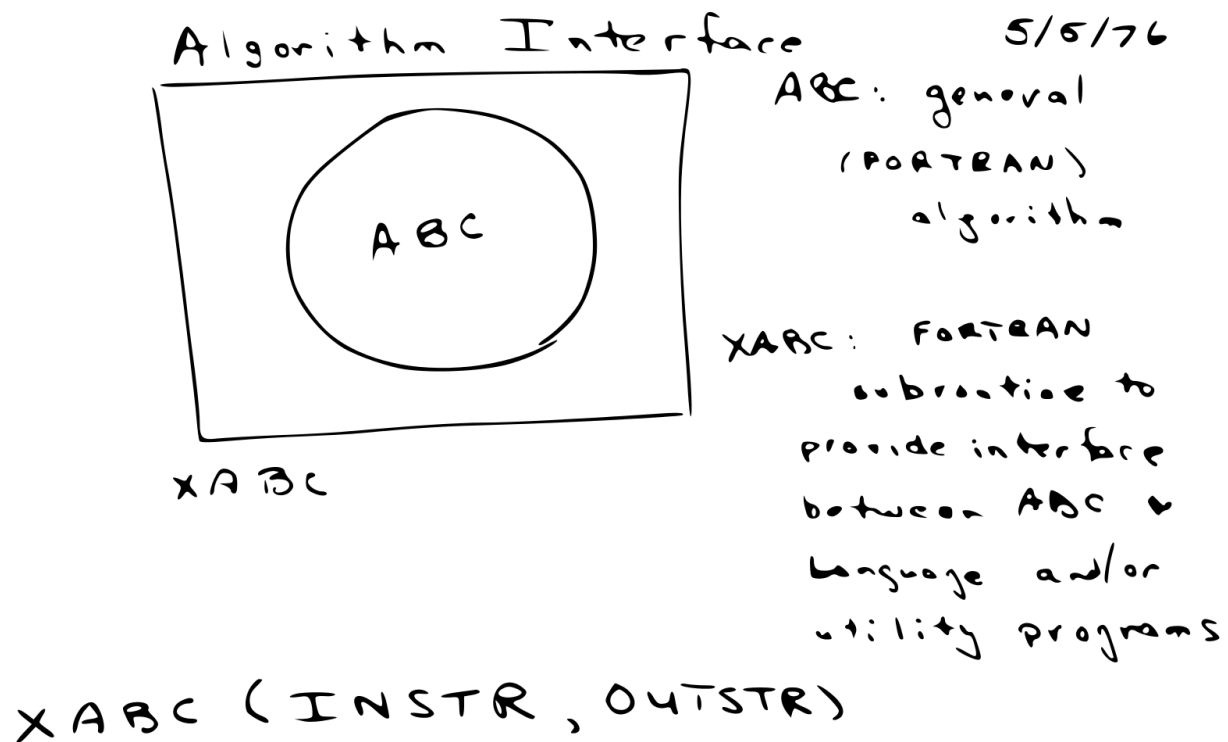 Algorithm Interface 5/5/76
ABC: general
(FORTRAN)
algorithm
ABC
XABC: FORTRAN
subroutine to
provide interface
between ABC &
language and/or
utility programs
XABC
XABC (INSTR, OUTSTR)